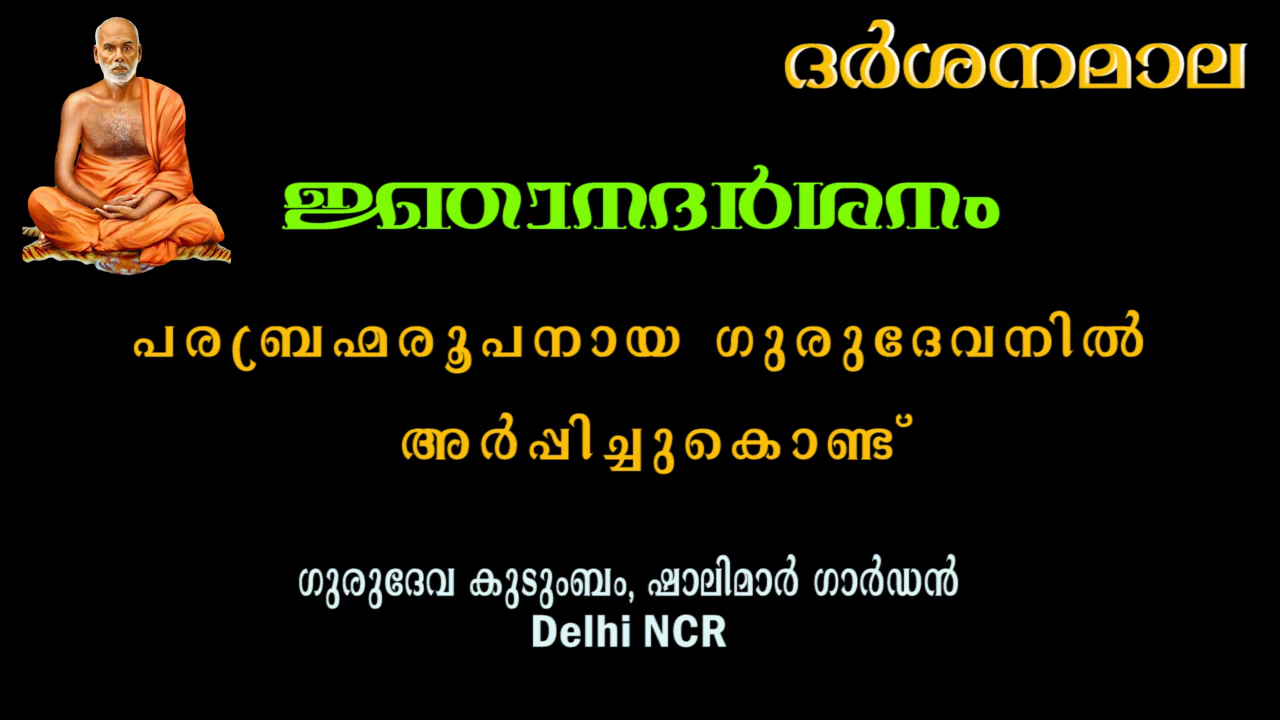 ദർശനമാല
ജ്ഞാനദർശനം
പരബ്രഹ്മരൂപനായ ഗുരുദേവനിൽ
അർപ്പിച്ചുകൊണ്ട്
ഗുരുദേവ കുടുംബം, ഷാലിമാർ ഗാർഡൻ
Delhi NCR